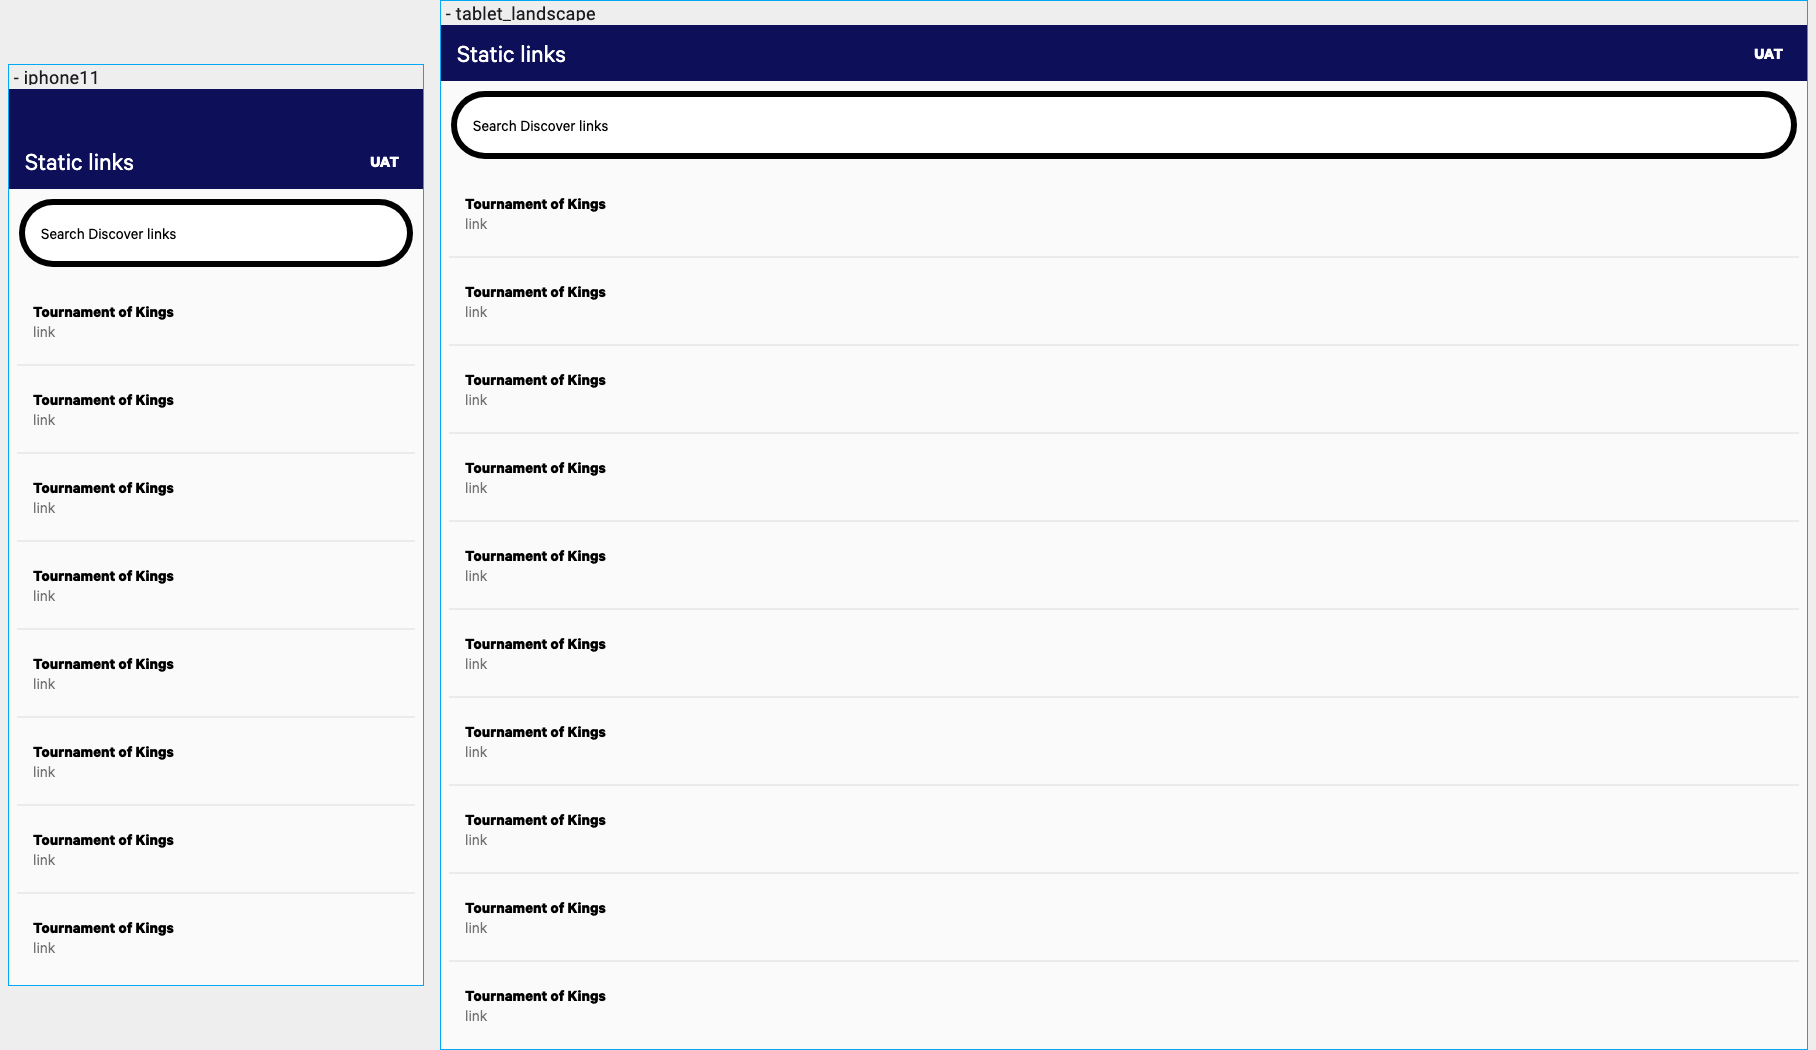 - iphone11
Static links
UAT
Search Discover links
Tournament of Kings
link
Tournament of Kings
link
Tournament of Kings
link
Tournament of Kings
link
Tournament of Kings
link
Tournament of Kings
link
Tournament of Kings
link
Tournament of Kings
link
- tablet_landscape
Static links
UAT
Search Discover links
Tournament of Kings
link
Tournament of Kings
link
Tournament of Kings
link
Tournament of Kings
link
Tournament of Kings
link
Tournament of Kings
link
Tournament of Kings
link
Tournament of Kings
link
Tournament of Kings
link
Tournament of Kings
link